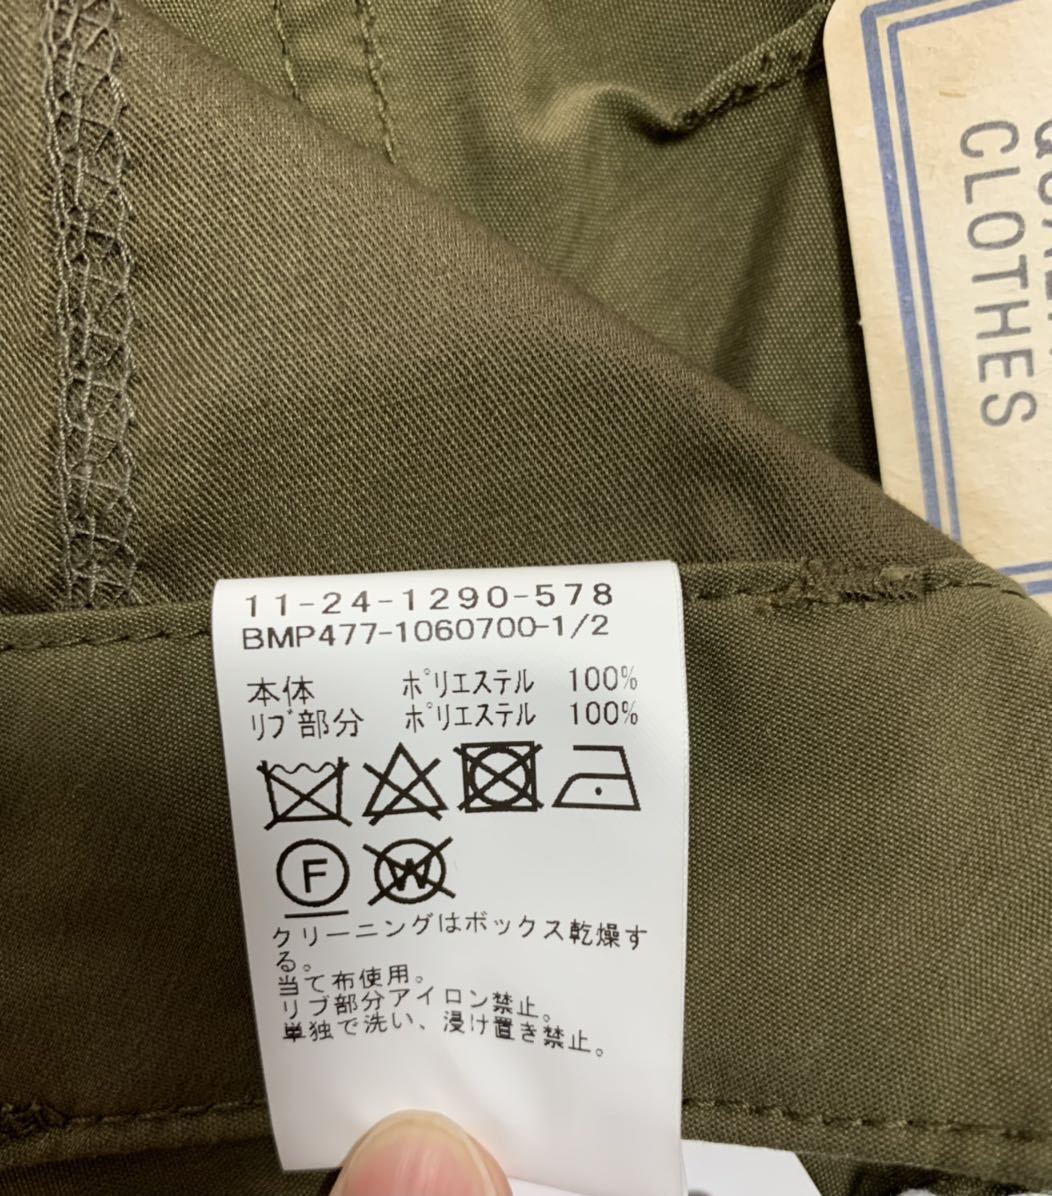 11-24-1290-578
BMP477-1060700-1/2
本体 ポリエステル 100%
リブ部分 ポリエステル 100%
F
W
クリーニングはボックス乾燥す
る。
当て布使用。
リブ部分アイロン禁止。
単独で洗い、浸け置き禁止。
CLOTHES